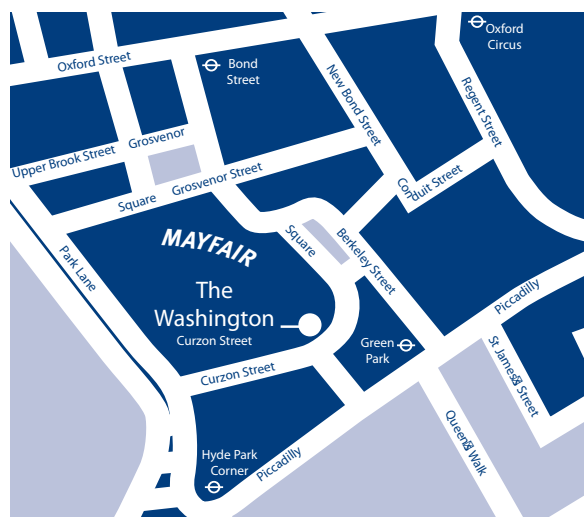 Oxford
Circus
Oxford Street
Bond
Street
New Bond Street
Regent Street
Upper Brook Street
Grosvenor
Square
Grosvenor Street
Conduit Street
MAYFAIR
Square
Berkeley Street
Park Lane
The
Washington
Curzon Street
Piccadilly
Green
Park
St James☒s Street
Curzon Street
Queen☒s Walk
Hyde Park
Corner
Piccadilly